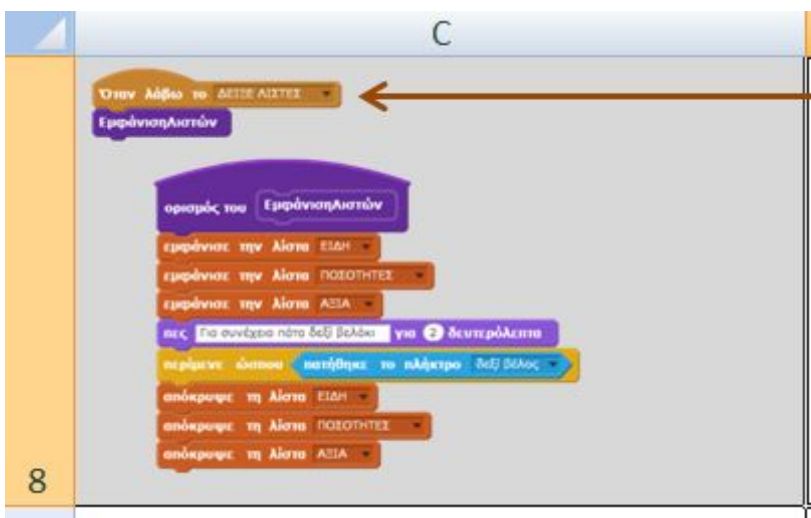 C
Όταν λάβω το ΔΕΙΞΕ ΛΙΣΤΕΣ
ΕμφάνισηΛιστών
ορισμός του ΕμφάνισηΛιστών
εμφάνισε την λίστα ΕΙΔΗ
εμφάνισε την λίστα ΠΟΣΟΤΗΤΕΣ
εμφάνισε την λίστα ΑΞΙΑ
πες Για συνέχεια πάτα δεξί βελάκι για 2 δευτερόλεπτα
περίμενε ώσπου πατήθηκε το πλήκτρο δεξί βέλος
απόκρυψε τη λίστα ΕΙΔΗ
απόκρυψε τη λίστα ΠΟΣΟΤΗΤΕΣ
απόκρυψε τη λίστα ΑΞΙΑ
8